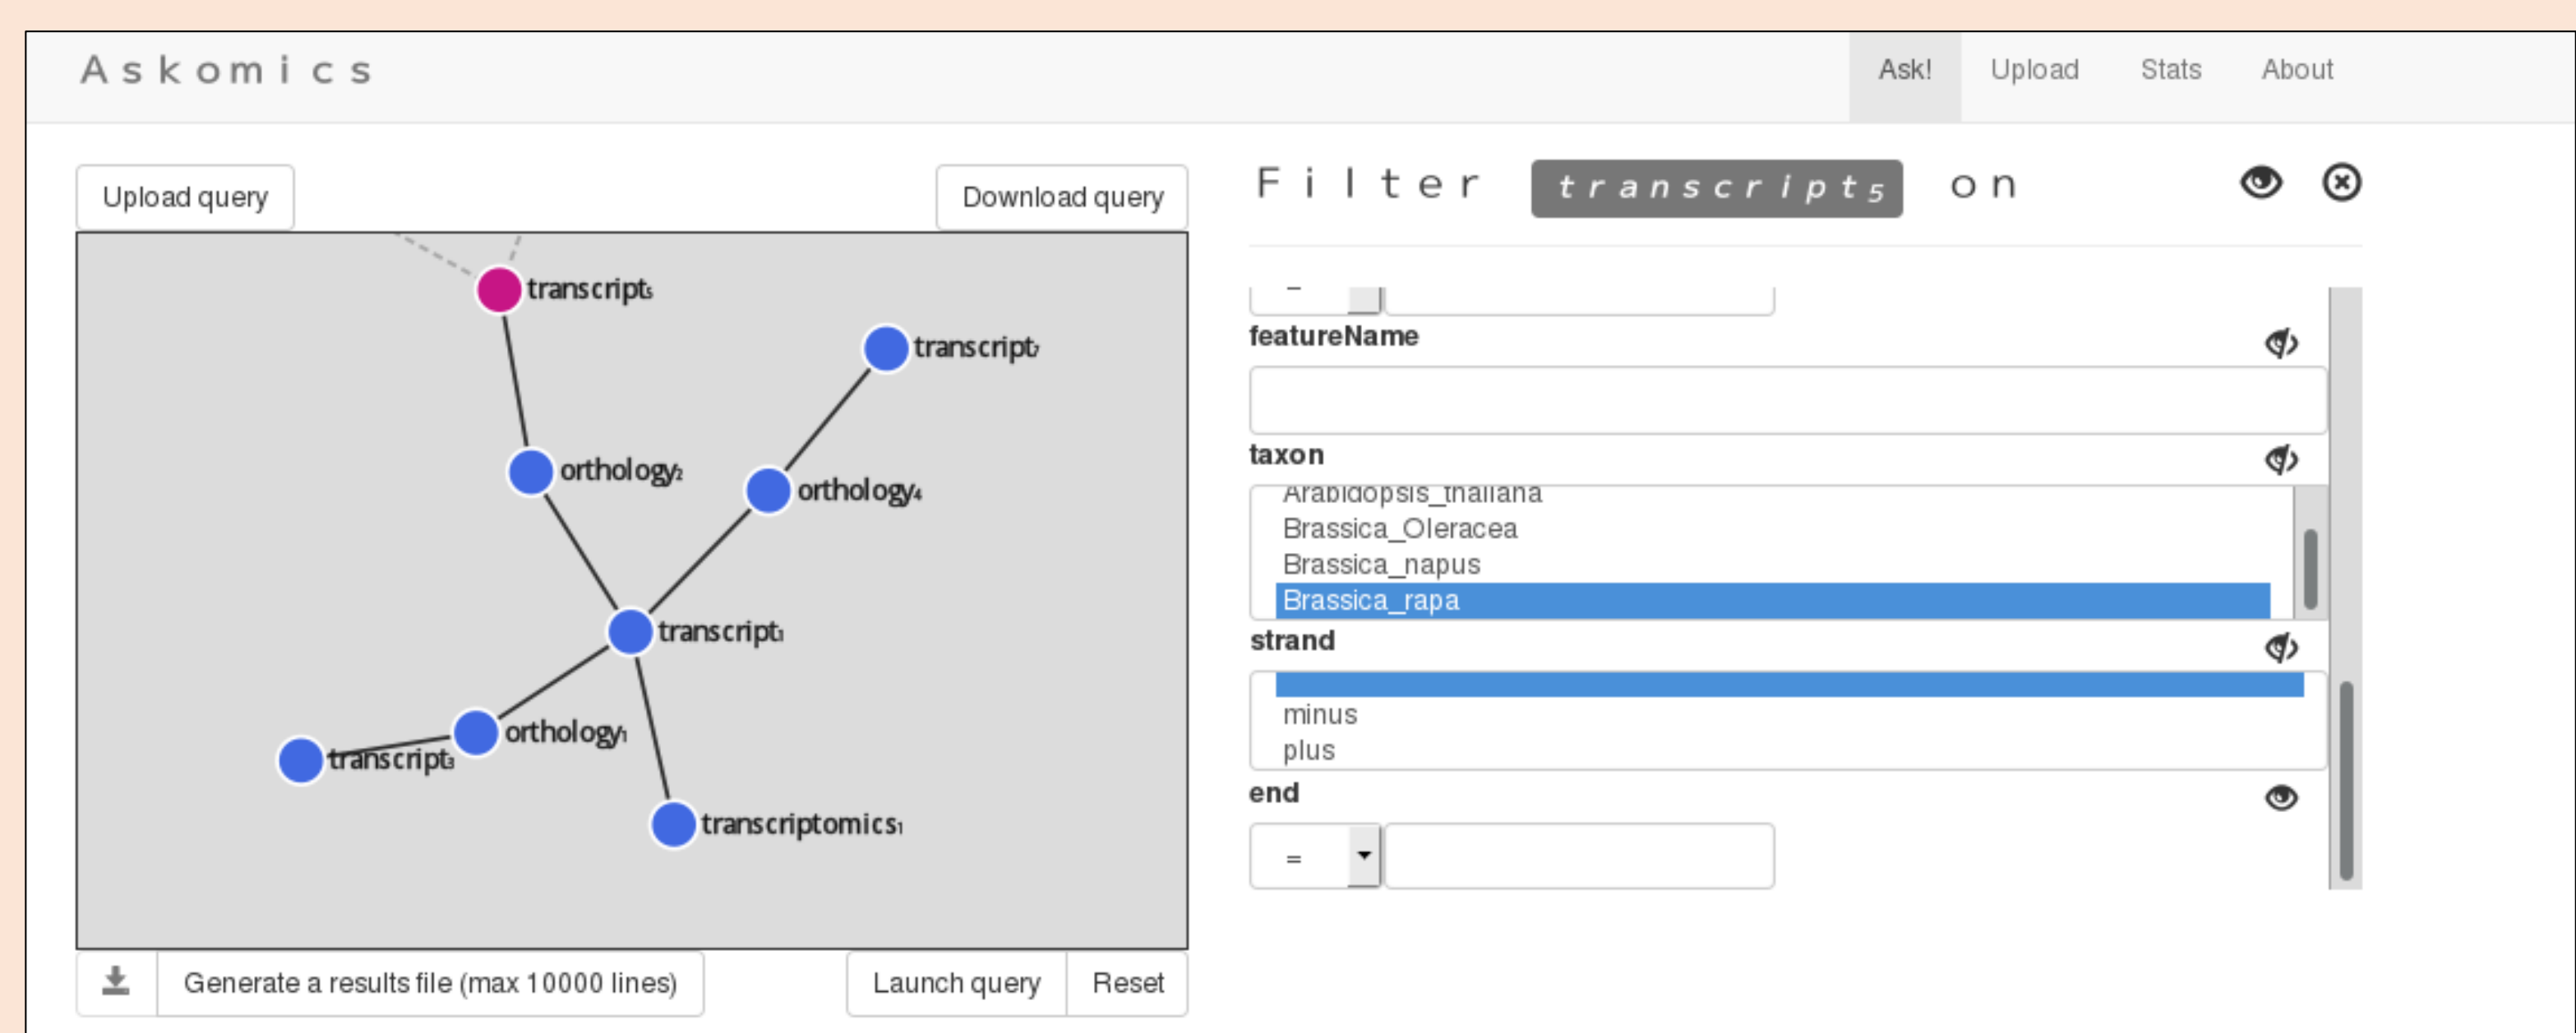 Askomics
Ask! Upload Stats About
Upload query
Download query
transcript5
transcript7
orthology2
orthology4
transcript1
orthology1
transcript3
transcriptomics1
Generate a results file (max 10000 lines)
Launch query
Reset
Filter transcript5 on
=
featureName
taxon
Arabidopsis_thaliana
Brassica_Oleracea
Brassica_napus
Brassica_rapa
strand
minus
plus
end
=